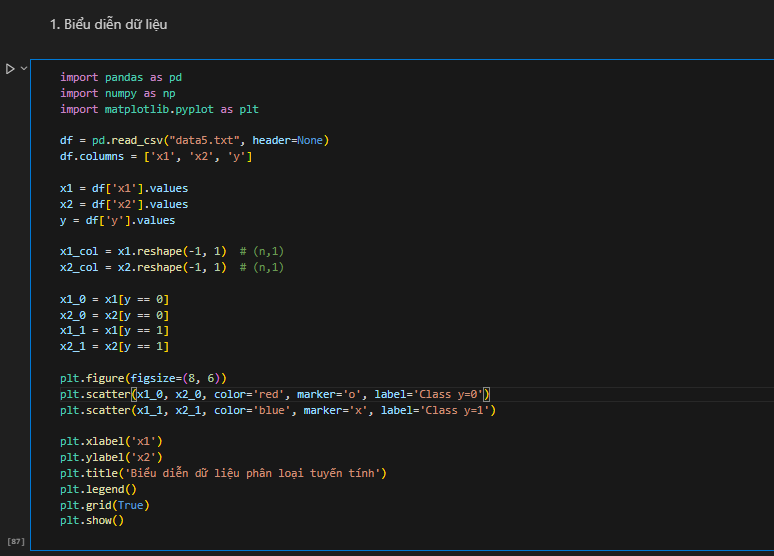 1. Biểu diễn dữ liệu
import pandas as pd
import numpy as np
import matplotlib.pyplot as plt
df = pd.read_csv("data5.txt", header=None)
df.columns = ['x1', 'x2', 'y']
x1 = df['x1'].values
x2 = df['x2'].values
y = df['y'].values
x1_col = x1.reshape(-1, 1)  # (n,1)
x2_col = x2.reshape(-1, 1)  # (n,1)
x1_0 = x1[y == 0]
x2_0 = x2[y == 0]
x1_1 = x1[y == 1]
x2_1 = x2[y == 1]
plt.figure(figsize=(8, 6))
plt.scatter(x1_0, x2_0, color='red', marker='o', label='Class y=0')
plt.scatter(x1_1, x2_1, color='blue', marker='x', label='Class y=1')
plt.xlabel('x1')
plt.ylabel('x2')
plt.title('Biểu diễn dữ liệu phân loại tuyến tính')
plt.legend()
plt.grid(True)
plt.show()
[87]